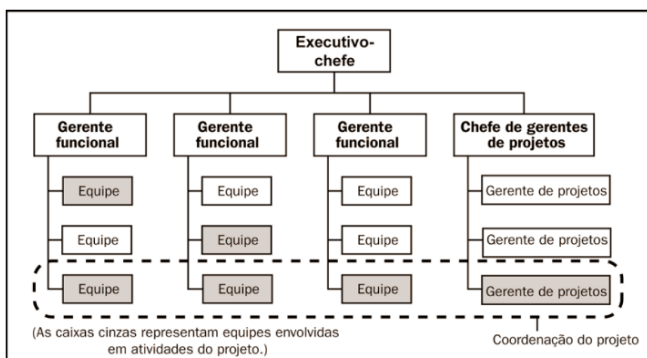 Executivo-
chefe
Gerente
funcional
Gerente
funcional
Gerente
funcional
Chefe de gerentes
de projetos
Equipe
Equipe
Equipe
Gerente de projetos
Equipe
Equipe
Equipe
Gerente de projetos
Equipe
Equipe
Equipe
Gerente de projetos
(As caixas cinzas representam equipes envolvidas
em atividades do projeto.)
Coordenação do projeto